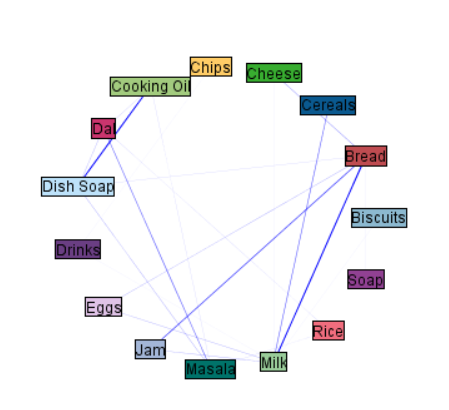 Chips
Cheese
Cooking Oil
Cereals
Dal
Bread
Dish Soap
Biscuits
Drinks
Soap
Eggs
Rice
Jam
Milk
Masala